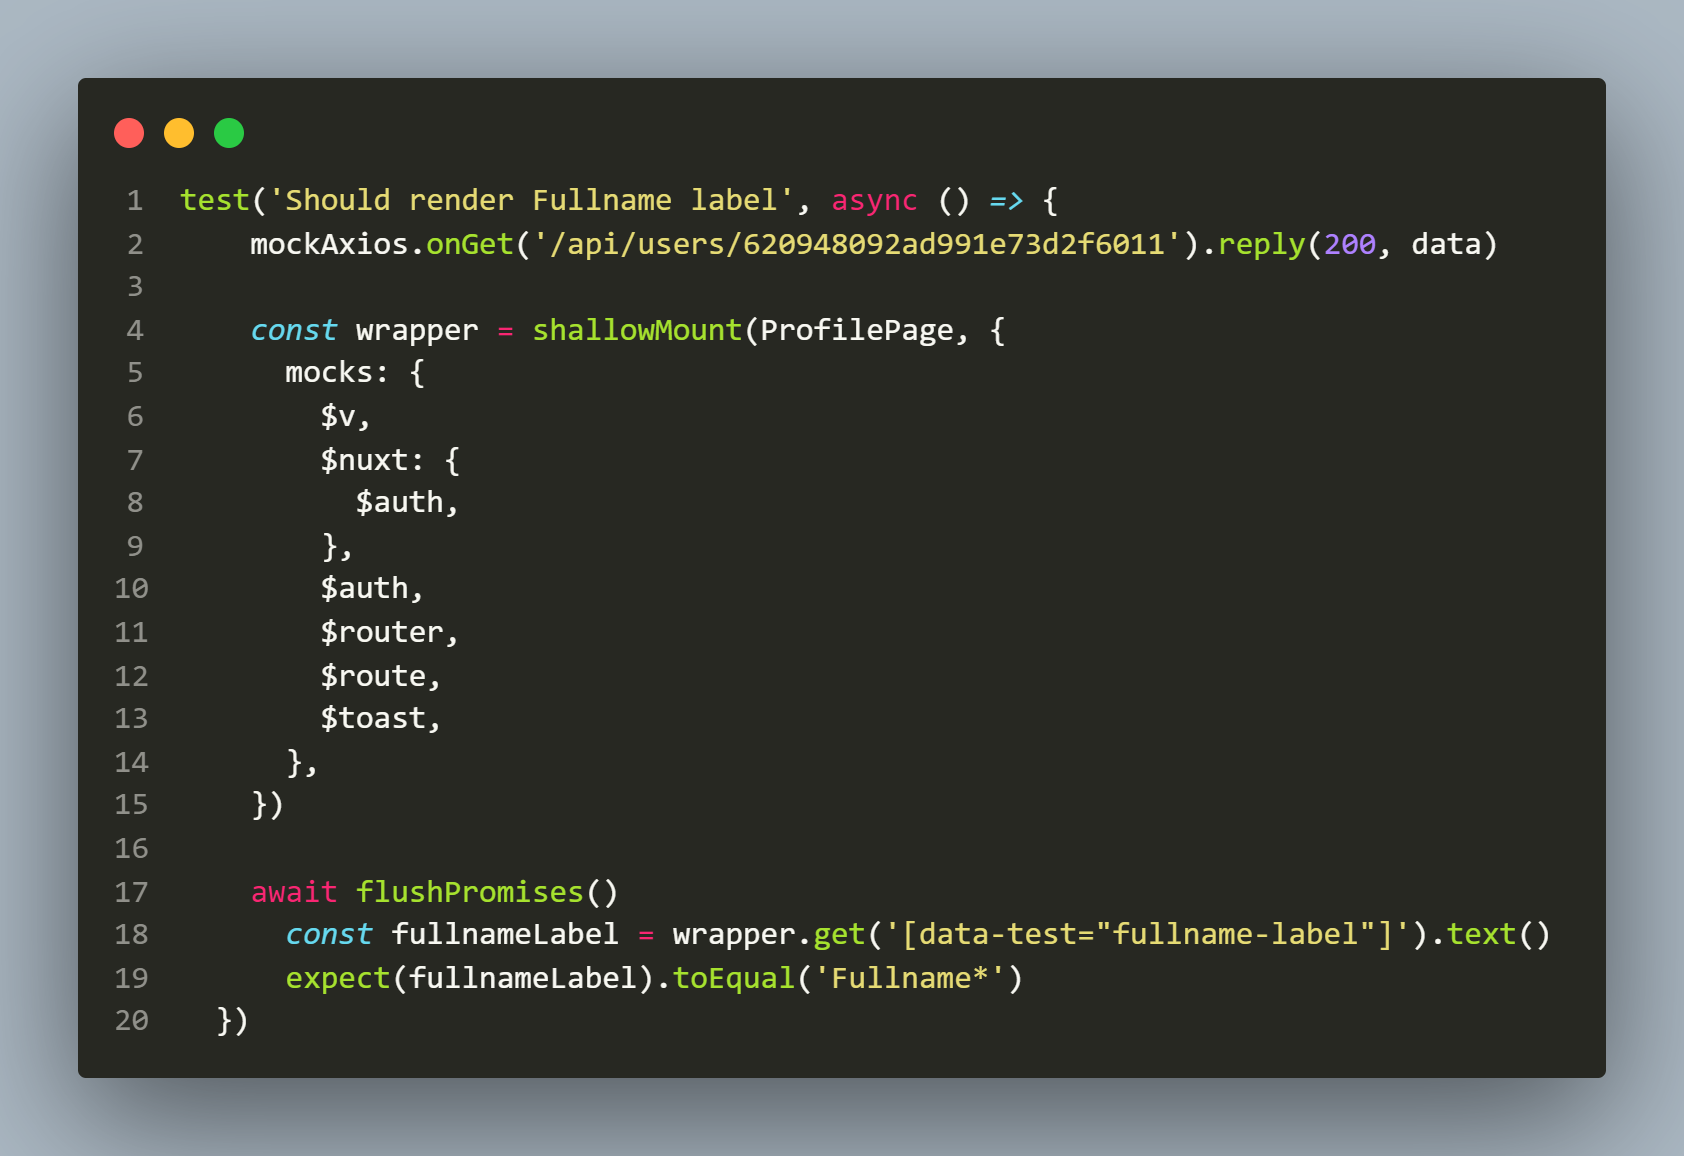 1 test('Should render Fullname label', async () => {
2 mockAxios.onGet('/api/users/620948092ad991e73d2f6011').reply(200, data)
3
4 const wrapper = shallowMount(ProfilePage, {
5 mocks: {
6 $v,
7 $nuxt: {
8 $auth,
9 },
10 $auth,
11 $router,
12 $route,
13 $toast,
14 },
15 })
16
17 await flushPromises()
18 const fullnameLabel = wrapper.get('[data-test="fullname-label"]').text()
19 expect(fullnameLabel).toEqual('Fullname*')
20 })